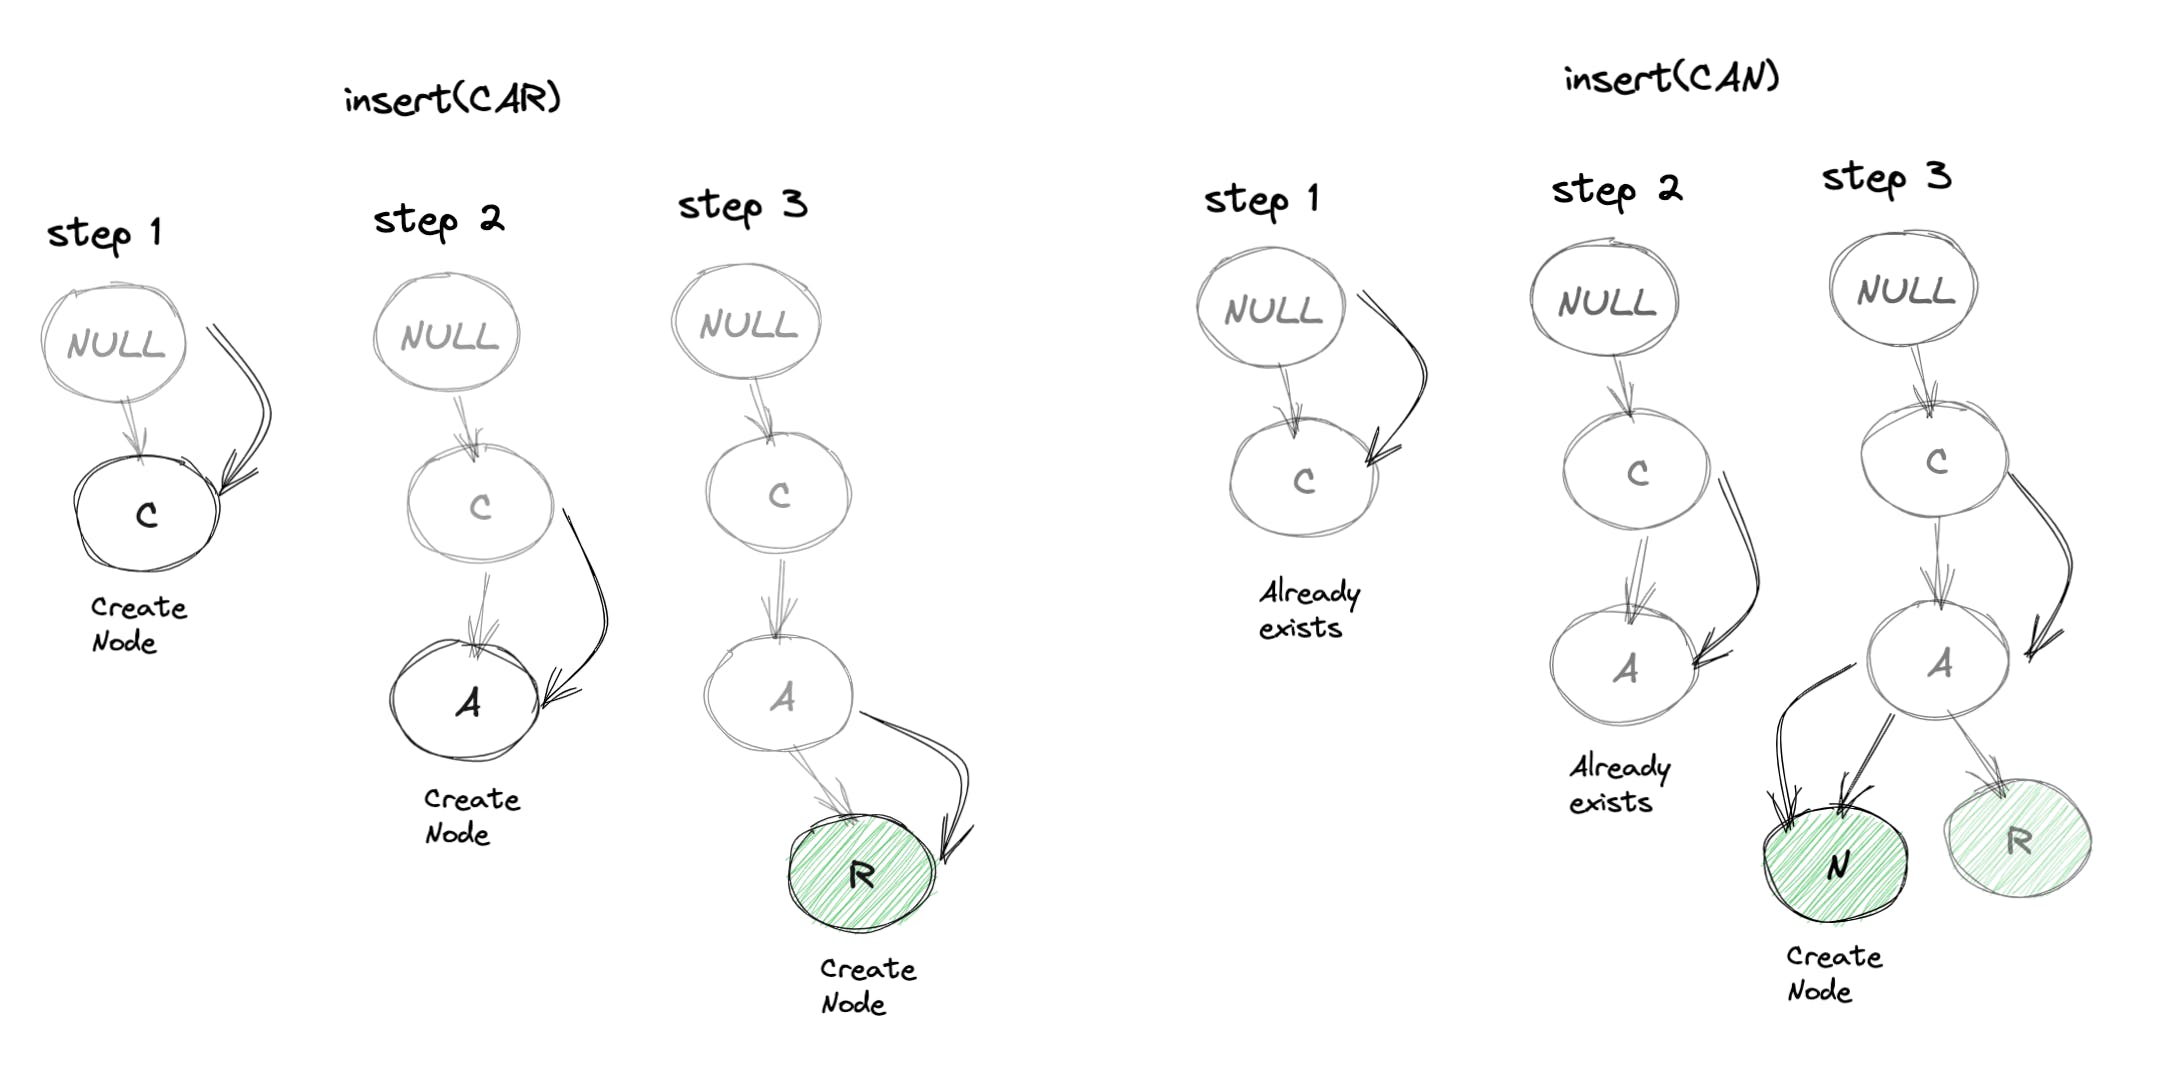 insert(CAR)
step 1
NULL
C
Create
Node
step 2
NULL
C
A
Create
Node
step 3
NULL
C
A
R
Create
Node
insert(CAN)
step 1
NULL
C
Already
exists
step 2
NULL
C
A
Already
exists
step 3
NULL
C
A
N
R
Create
Node